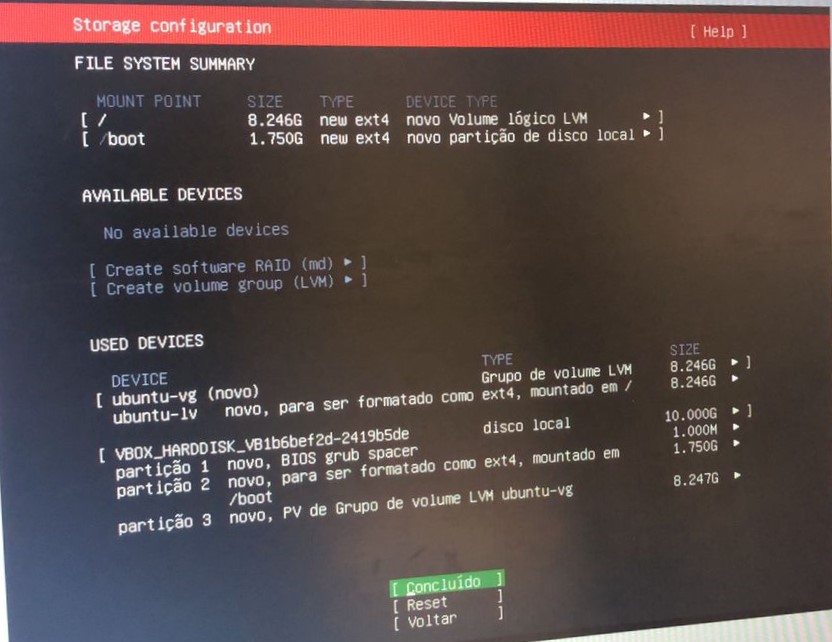 Storage configuration [ Help ]
FILE SYSTEM SUMMARY
MOUNT POINT SIZE TYPE DEVICE TYPE
[ / 8.246G new ext4 novo Volume lógico LVM ▸ ]
[ /boot 1.750G new ext4 novo partição de disco local ▸ ]
AVAILABLE DEVICES
No available devices
[ Create software RAID (md) ▸ ]
[ Create volume group (LVM) ▸ ]
USED DEVICES
DEVICE TYPE SIZE
[ ubuntu-vg (novo) Grupo de volume LVM 8.246G ▸ ]
ubuntu-lv novo, para ser formatado como ext4, mountado em / 8.246G ▸
[ VBOX_HARDDISK_VB1b6bef2d-2419b5de disco local 10.000G ▸ ]
partição 1 novo, BIOS grub spacer 1.000M ▸
partição 2 novo, para ser formatado como ext4, mountado em 1.750G ▸
/boot
partição 3 novo, PV de Grupo de volume LVM ubuntu-vg 8.247G ▸
[ Concluído ]
[ Reset ]
[ Voltar ]